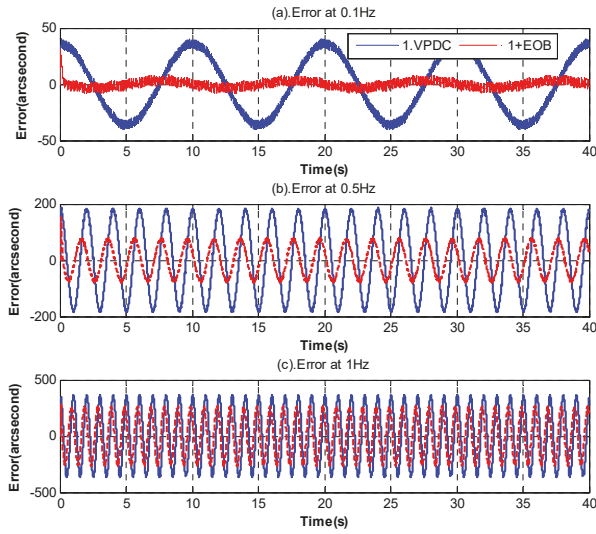 (a).Error at 0.1Hz
Error(arcsecond)
50
0
-50
1.VPDC
1+EOB
0 5 10 15 20 25 30 35 40
Time(s)
(b).Error at 0.5Hz
Error(arcsecond)
200
0
-200
0 5 10 15 20 25 30 35 40
Time(s)
(c).Error at 1Hz
Error(arcsecond)
500
0
-500
0 5 10 15 20 25 30 35 40
Time(s)